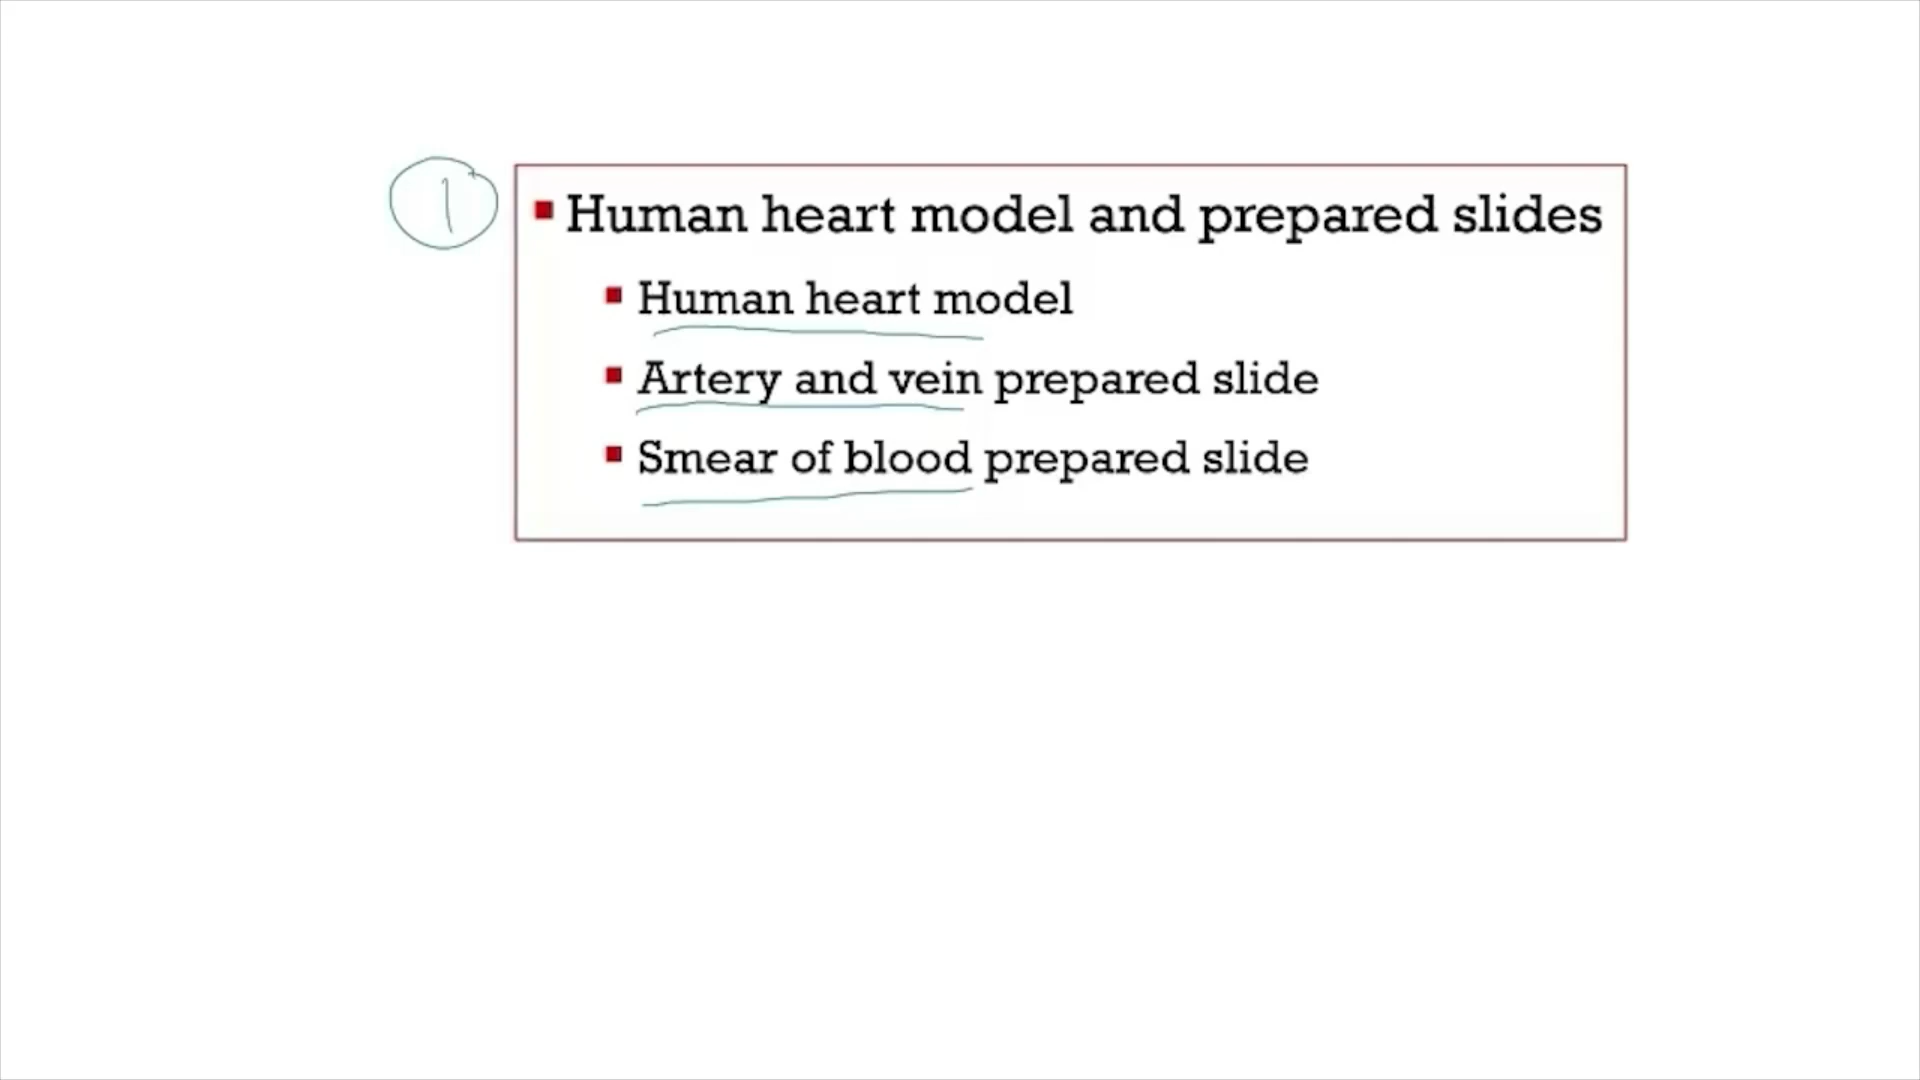 1
Human heart model and prepared slides
Human heart model
Artery and vein prepared slide
Smear of blood prepared slide